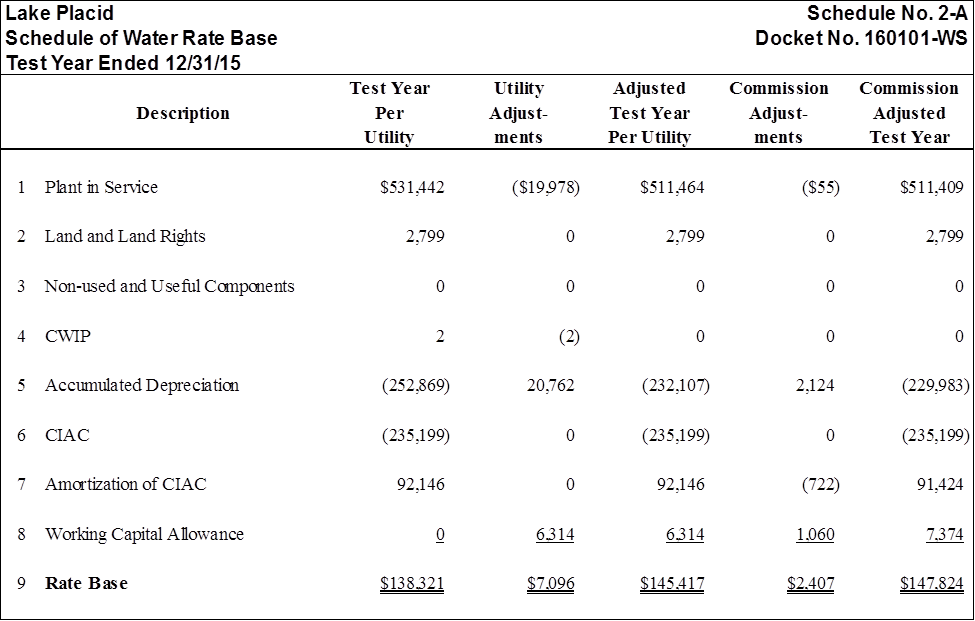 Lake Placid Schedule No. 2-A
Schedule of Water Rate Base Docket No. 160101-WS
Test Year Ended 12/31/15
Test Year Utility Adjusted Commission Commission
Description Per Adjust- Test Year Adjust- Adjusted
Utility ments Per Utility ments Test Year
1 Plant in Service $531,442 ($19,978) $511,464 ($55) $511,409
2 Land and Land Rights 2,799 0 2,799 0 2,799
3 Non-used and Useful Components 0 0 0 0 0
4 CWIP 2 (2) 0 0 0
5 Accumulated Depreciation (252,869) 20,762 (232,107) 2,124 (229,983)
6 CIAC (235,199) 0 (235,199) 0 (235,199)
7 Amortization of CIAC 92,146 0 92,146 (722) 91,424
8 Working Capital Allowance 0 6,314 6,314 1,060 7,374
9 Rate Base $138,321 $7,096 $145,417 $2,407 $147,824